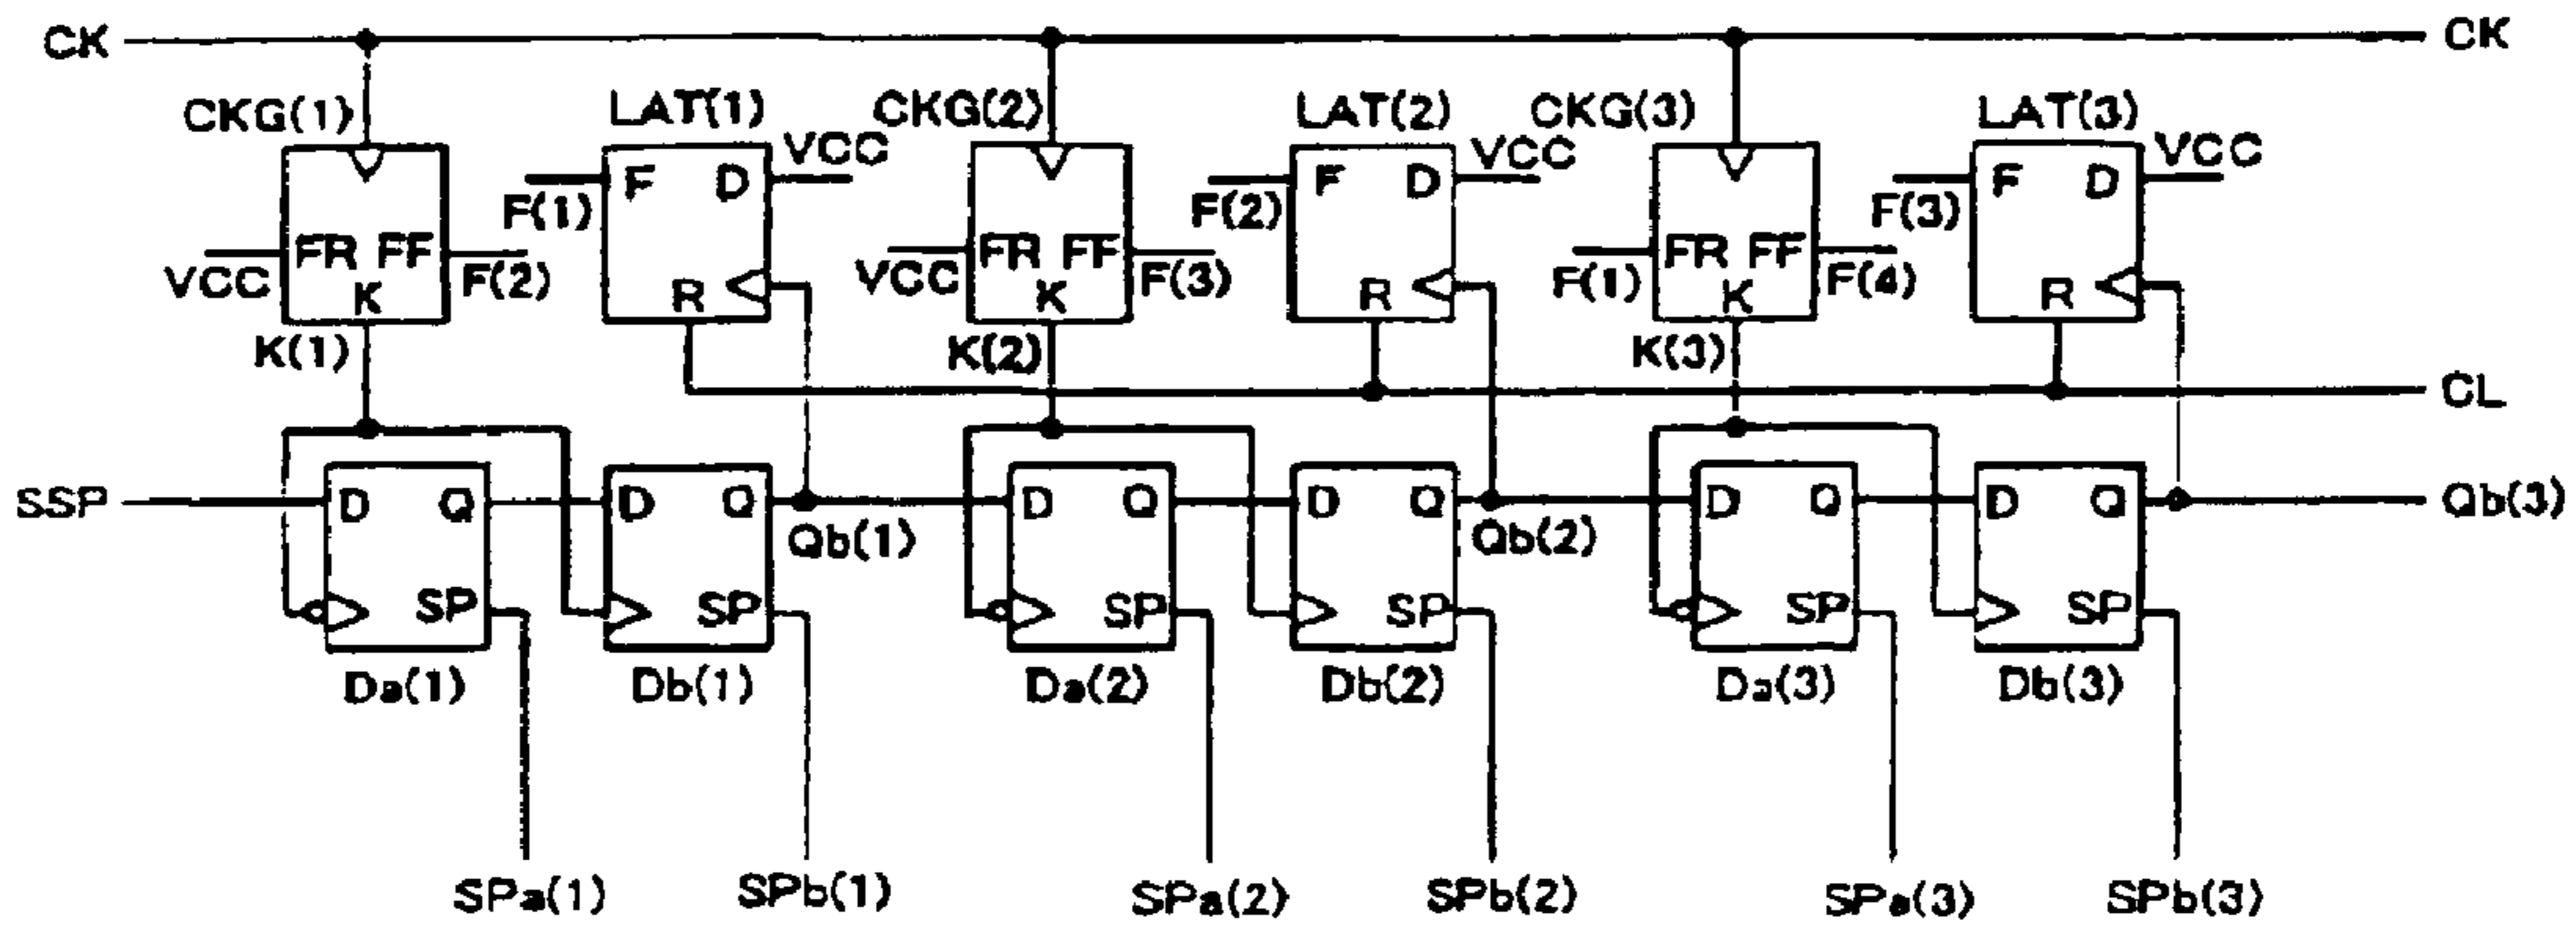 CK CK
CKG(1) LAT(1) CKG(2) LAT(2) CKG(3) LAT(3)
VCC VCC VCC
F D F D F D
F(1) F(2) F(3)
FR FF FR FF FR FF
VCC F(2) VCC F(3) F(1) F(4)
K R K R K R
K(1) K(2) K(3)
CL
SSP D Q D Q D Q D Q D Q D Q Qb(3)
Qb(1) Qb(2)
SP SP SP SP SP SP
Da(1) Db(1) Da(2) Db(2) Da(3) Db(3)
SPa(1) SPb(1) SPa(2) SPb(2) SPa(3) SPb(3)